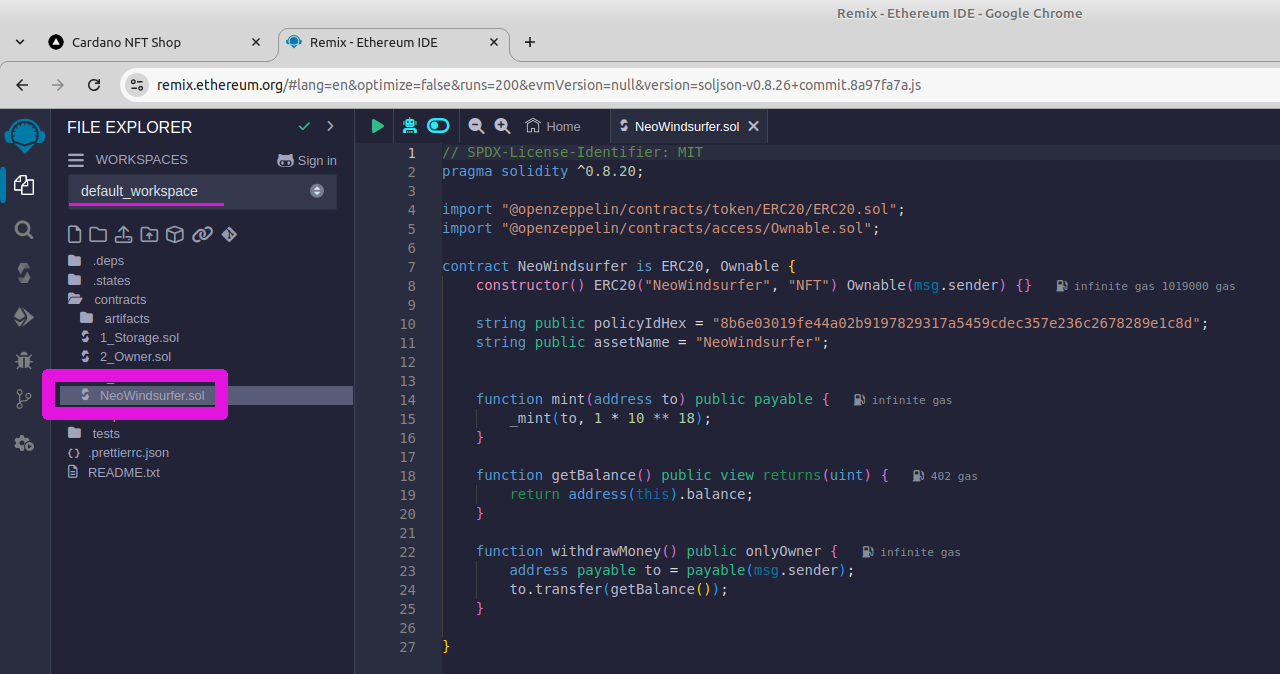 Remix - Ethereum IDE - Google Chrome
Cardano NFT Shop
Remix - Ethereum IDE
remix.ethereum.org/#lang=en&optimize=false&runs=200&evmVersion=null&version=soljson-v0.8.26+commit.8a97fa7a.js
FILE EXPLORER
WORKSPACES
Sign in
default_workspace
.deps
.states
contracts
artifacts
1_Storage.sol
2_Owner.sol
NeoWindsurfer.sol
tests
.prettierrc.json
README.txt
Home
NeoWindsurfer.sol
1 // SPDX-License-Identifier: MIT
2 pragma solidity ^0.8.20;
3
4 import "@openzeppelin/contracts/token/ERC20/ERC20.sol";
5 import "@openzeppelin/contracts/access/Ownable.sol";
6
7 contract NeoWindsurfer is ERC20, Ownable {
8 constructor() ERC20("NeoWindsurfer", "NFT") Ownable(msg.sender) {} infinite gas 1019000 gas
9
10 string public policyIdHex = "8b6e03019fe44a02b9197829317a5459cdec357e236c2678289e1c8d";
11 string public assetName = "NeoWindsurfer";
12
13
14 function mint(address to) public payable { infinite gas
15 _mint(to, 1 * 10 ** 18);
16 }
17
18 function getBalance() public view returns(uint) { 402 gas
19 return address(this).balance;
20 }
21
22 function withdrawMoney() public onlyOwner { infinite gas
23 address payable to = payable(msg.sender);
24 to.transfer(getBalance());
25 }
26
27 }